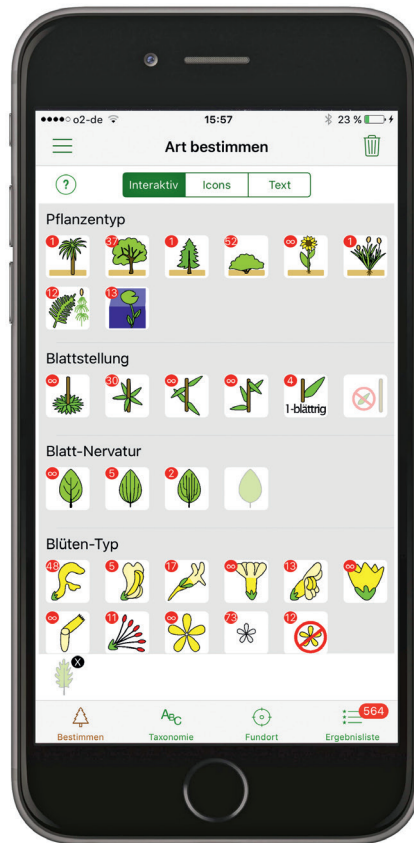 o2-de 15:57 23 %
Art bestimmen
?
Interaktiv Icons Text
Pflanzentyp
1 37 1 52 ∞ 1
12 13
Blattstellung
∞ 30 ∞ ∞ 4
1-blättrig
Blatt-Nervatur
∞ 5 2
Blüten-Typ
48 5 17 ∞ 13 ∞
∞ 11 ∞ 73 12
X
ABC 564
Bestimmen Taxonomie Fundort Ergebnisliste